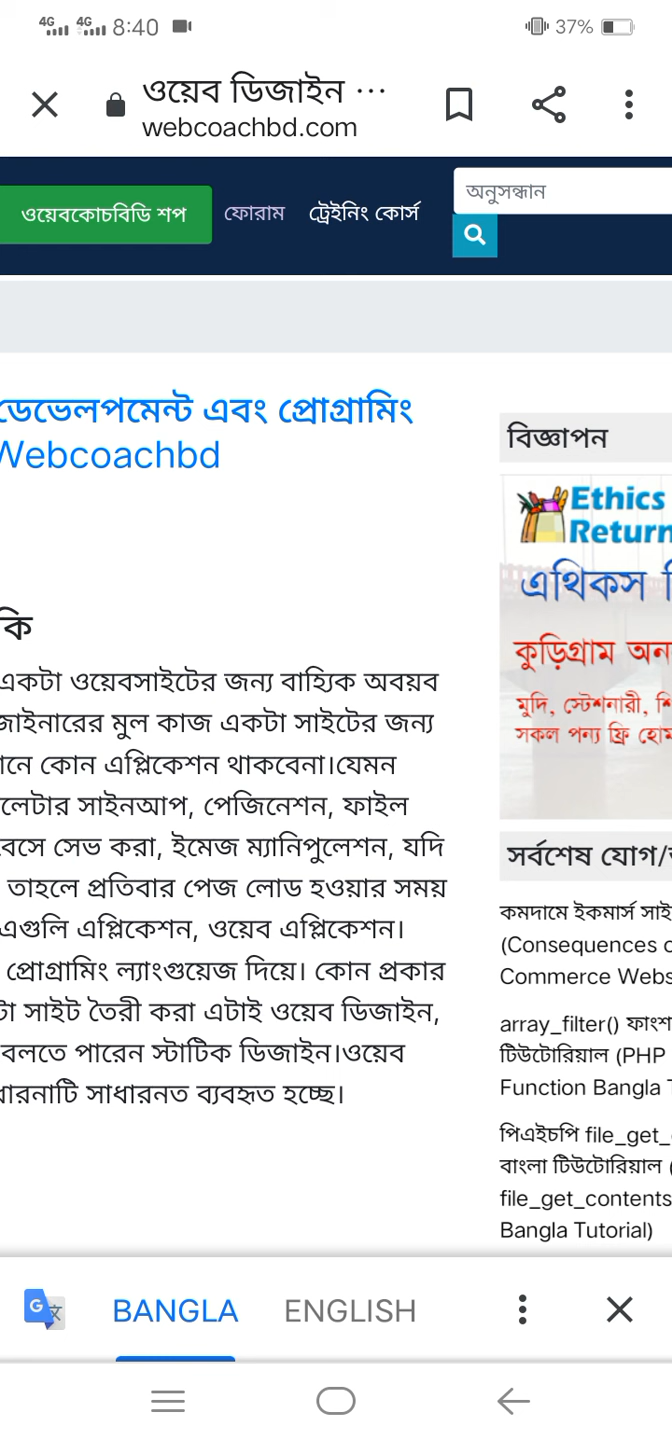 4G 4G 8:40 37%
ওয়েব ডিজাইন ...
webcoachbd.com
ওয়েবকোচবিডি শপ ফোরাম ট্রেইনিং কোর্স অনুসন্ধান
ডেভেলপমেন্ট এবং প্রোগ্রামিং
Webcoachbd
কি
একটা ওয়েবসাইটের জন্য বাহ্যিক অবয়ব
জাইনারের মুল কাজ একটা সাইটের জন্য
নে কোন এপ্লিকেশন থাকবেনা।যেমন
লেটার সাইনআপ, পেজিনেশন, ফাইল
বেসে সেভ করা, ইমেজ ম্যানিপুলেশন, যদি
তাহলে প্রতিবার পেজ লোড হওয়ার সময়
এগুলি এপ্লিকেশন, ওয়েব এপ্লিকেশন।
প্রোগ্রামিং ল্যাংগুয়েজ দিয়ে। কোন প্রকার
টা সাইট তৈরী করা এটাই ওয়েব ডিজাইন,
বলতে পারেন স্টাটিক ডিজাইন।ওয়েব
ধারনাটি সাধারনত ব্যবহৃত হচ্ছে।
বিজ্ঞাপন
Ethics
Return
এথিকস
কুড়িগ্রাম অন
মুদি, স্টেশনারী, শি
সকল পন্য ফ্রি হোম
সর্বশেষ যোগ/
কমদামে ইকমার্স সাই
(Consequences o
Commerce Webs
array_filter() ফাংশ
টিউটোরিয়াল (PHP
Function Bangla T
পিএইচপি file_get_
বাংলা টিউটোরিয়াল (
file_get_contents
Bangla Tutorial)
BANGLA ENGLISH